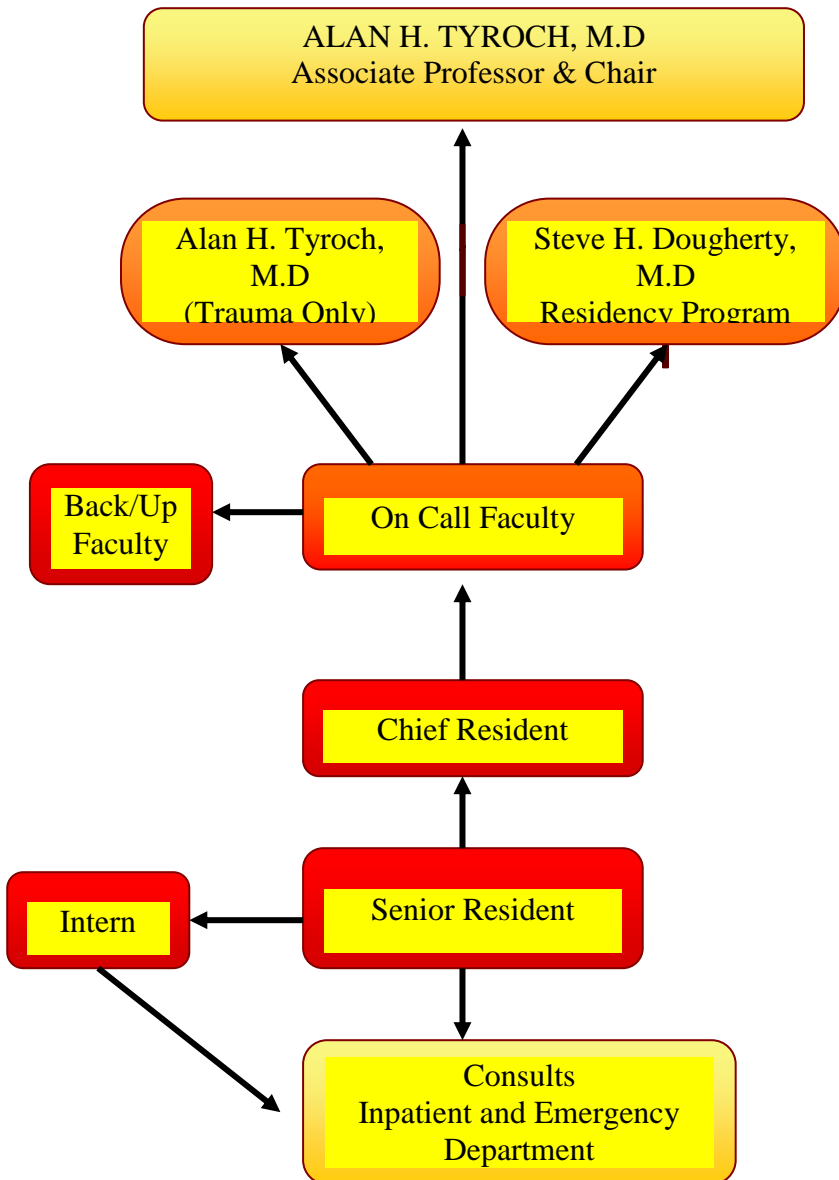 ALAN H. TYROCH, M.D
Associate Professor & Chair
Alan H. Tyroch,
M.D
(Trauma Only)
Steve H. Dougherty,
M.D
Residency Program
Back/Up
Faculty
On Call Faculty
Chief Resident
Senior Resident
Intern
Consults
Inpatient and Emergency
Department